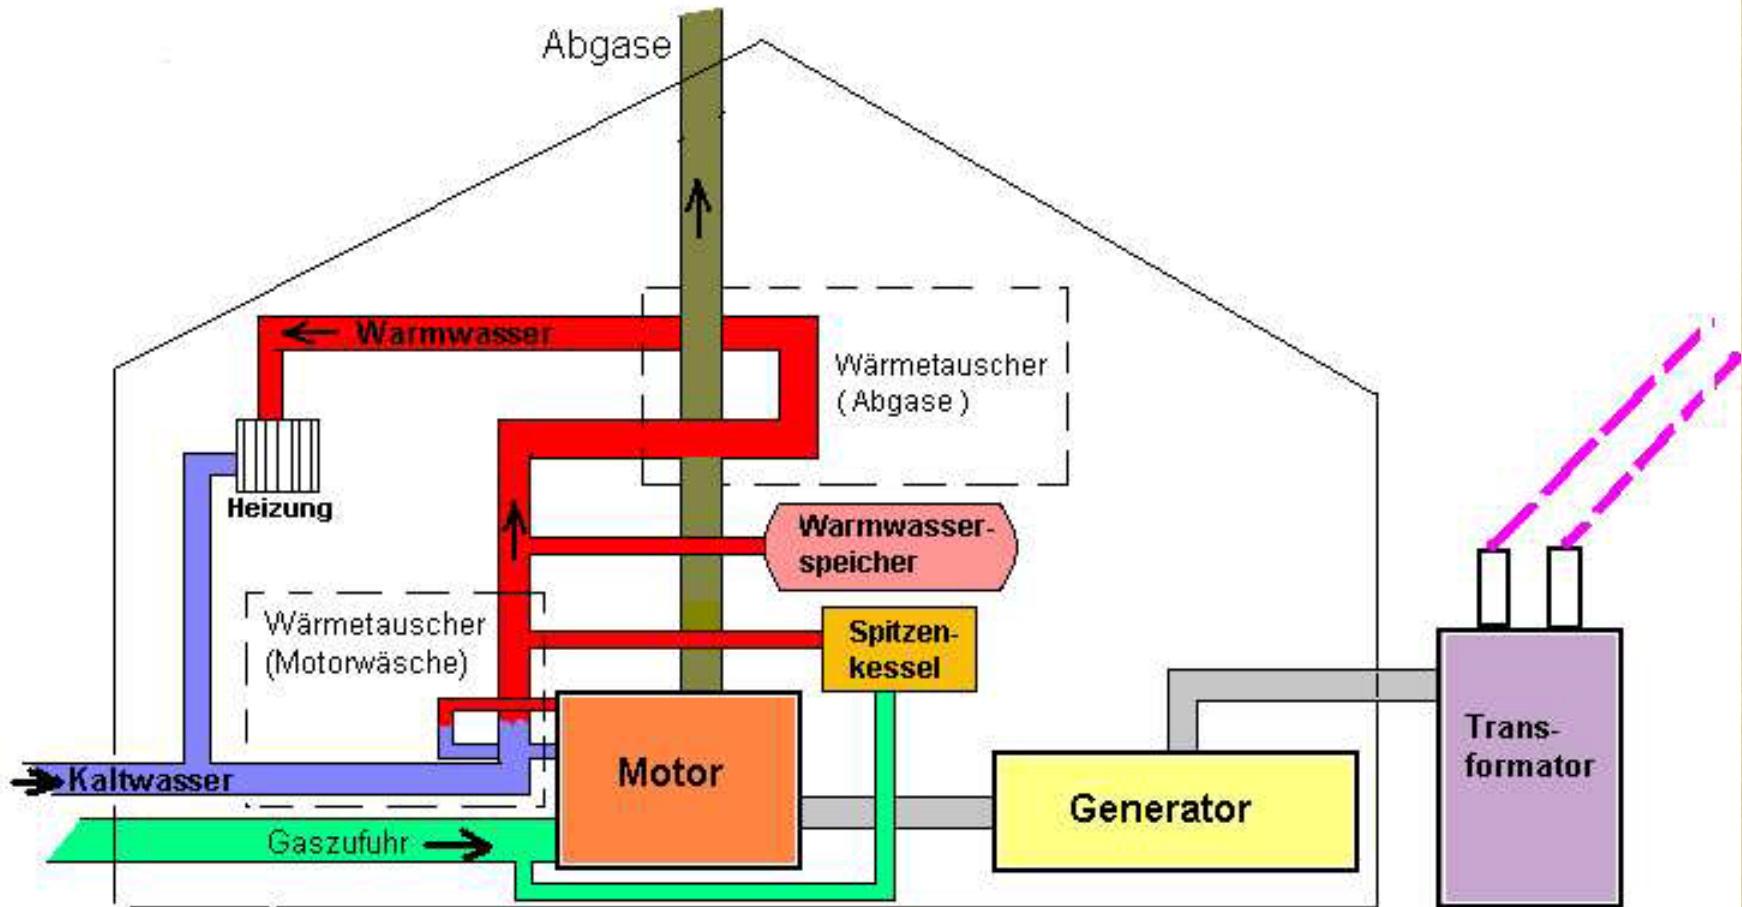 Abgase
Warmwasser
Wärmetauscher
( Abgase )
Heizung
Warmwasser-
speicher
Wärmetauscher
(Motorwäsche)
Spitzen-
kessel
Trans-
formator
Motor
Kaltwasser
Generator
Gaszufuhr